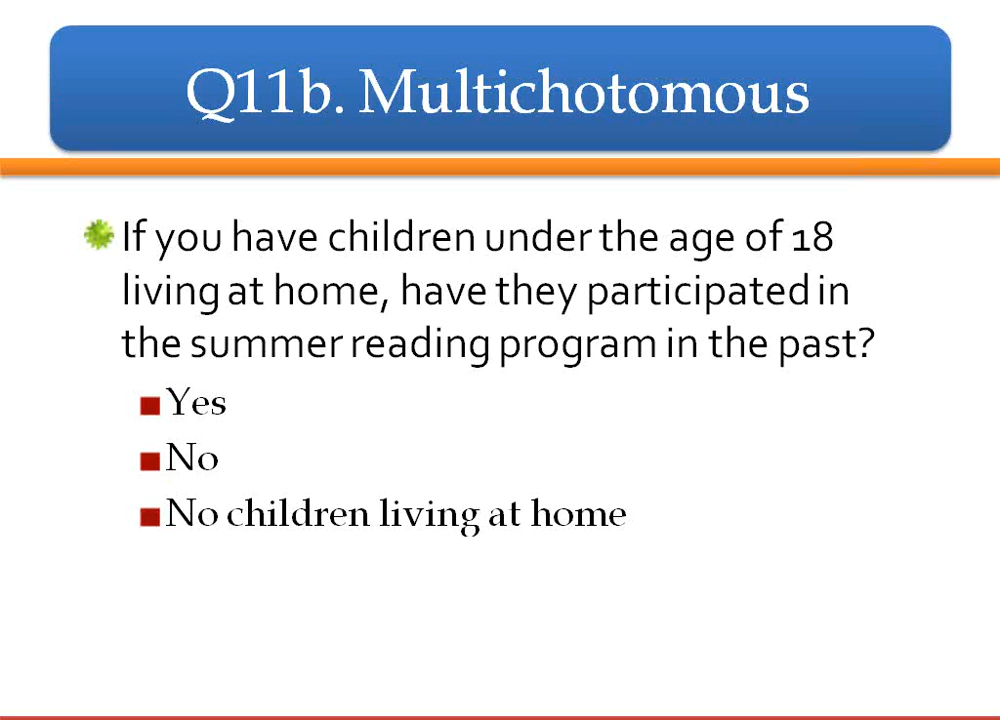 Q11b. Multichotomous
If you have children under the age of 18
living at home, have they participated in
the summer reading program in the past?
Yes
No
No children living at home